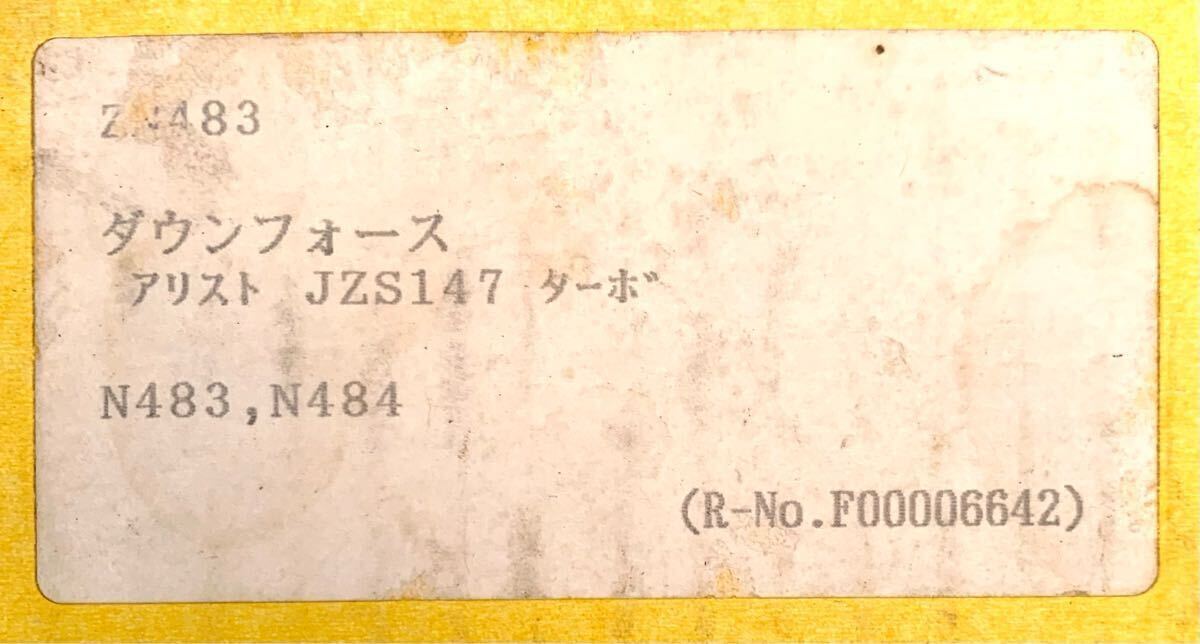 ZN483
ダウンフォース
アリスト JZS147 ターボ
N483,N484
(R-No.F00006642)